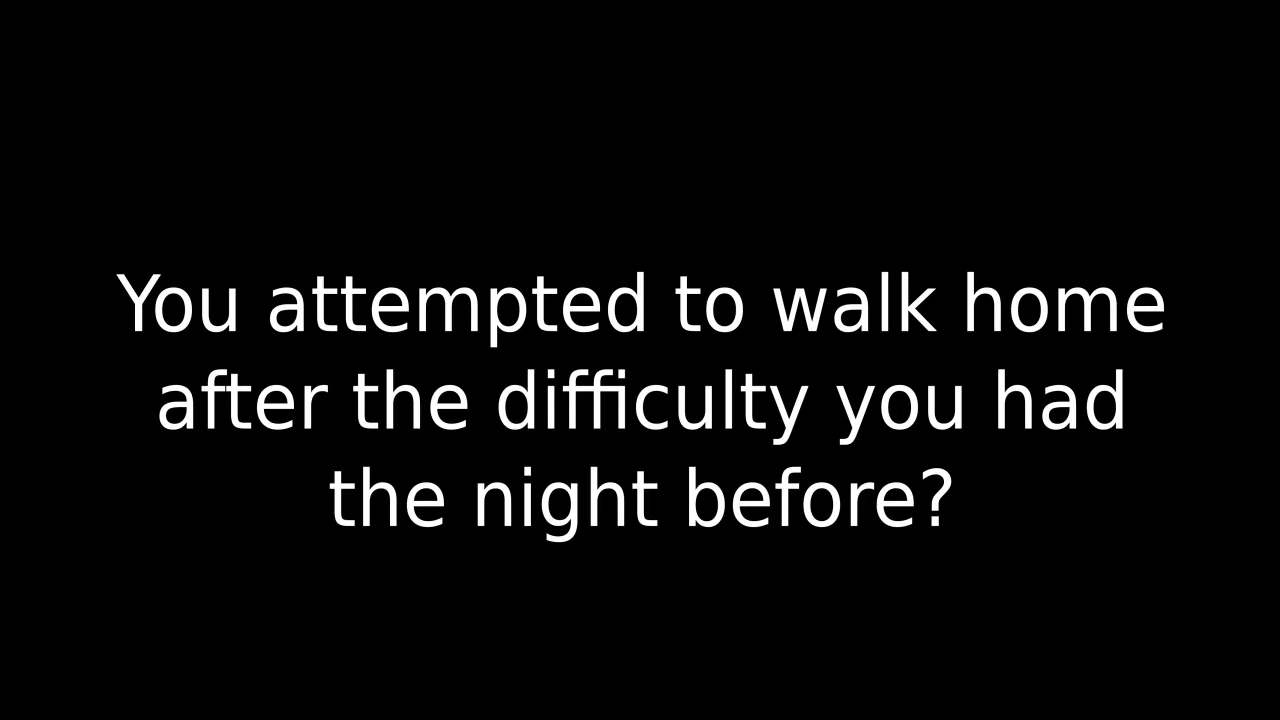 You attempted to walk home
after the difficulty you had
the night before?